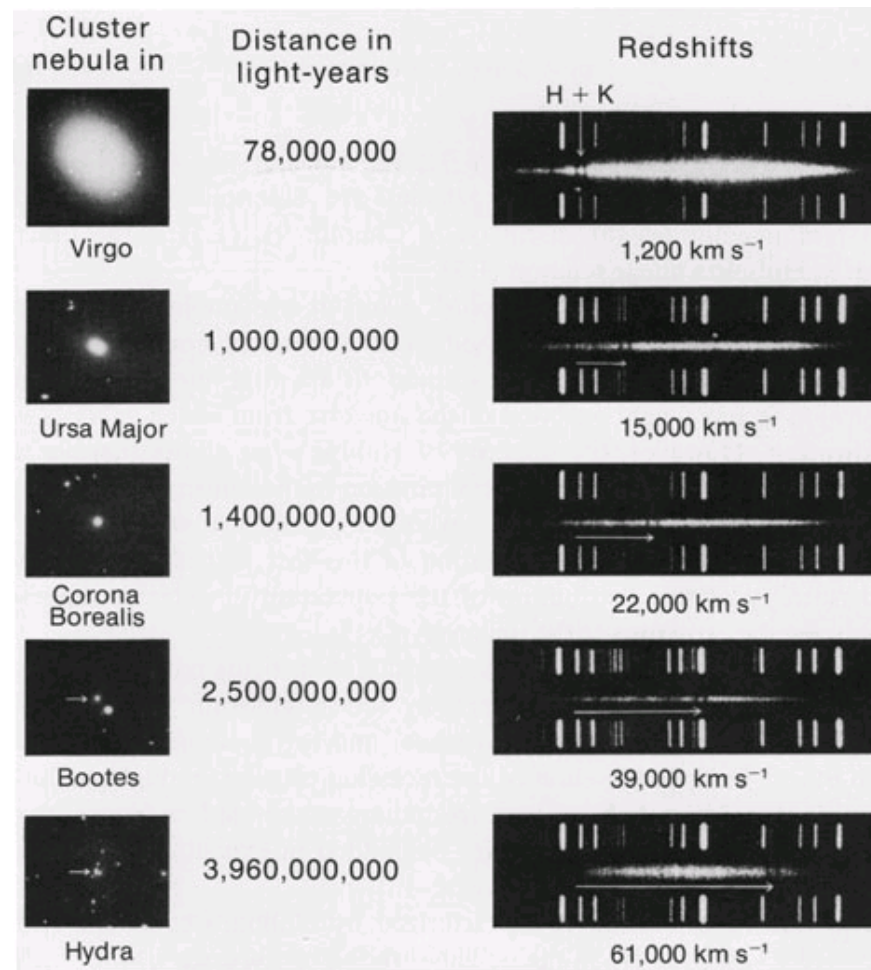 Cluster
nebula in
Distance in
light-years
Redshifts
H + K
78,000,000
Virgo
1,200 km s⁻¹
1,000,000,000
Ursa Major
15,000 km s⁻¹
1,400,000,000
Corona
Borealis
22,000 km s⁻¹
2,500,000,000
Bootes
39,000 km s⁻¹
3,960,000,000
Hydra
61,000 km s⁻¹